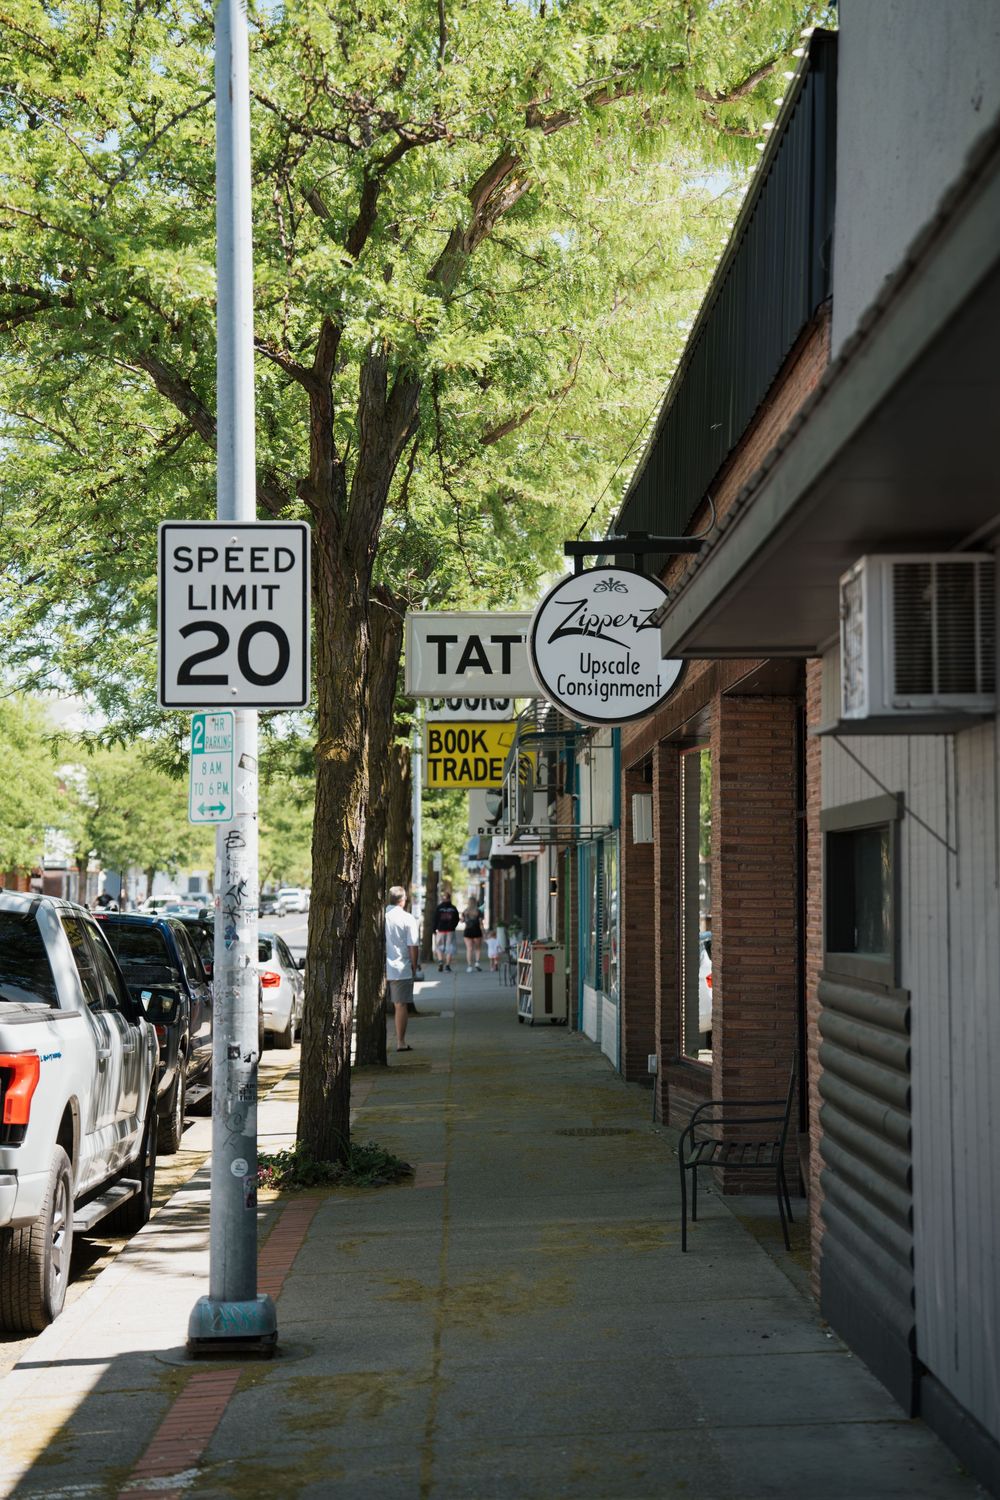 SPEED
LIMIT
20
2 HR
PARKING
8 AM
TO 6 PM
TAT
ZipperZ
Upscale
Consignment
BOOKS
BOOK
TRADE